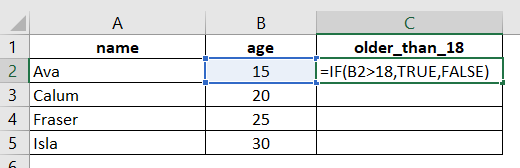 A B C
1 name age older_than_18
2 Ava 15 =IF(B2>18,TRUE,FALSE)
3 Calum 20
4 Fraser 25
5 Isla 30